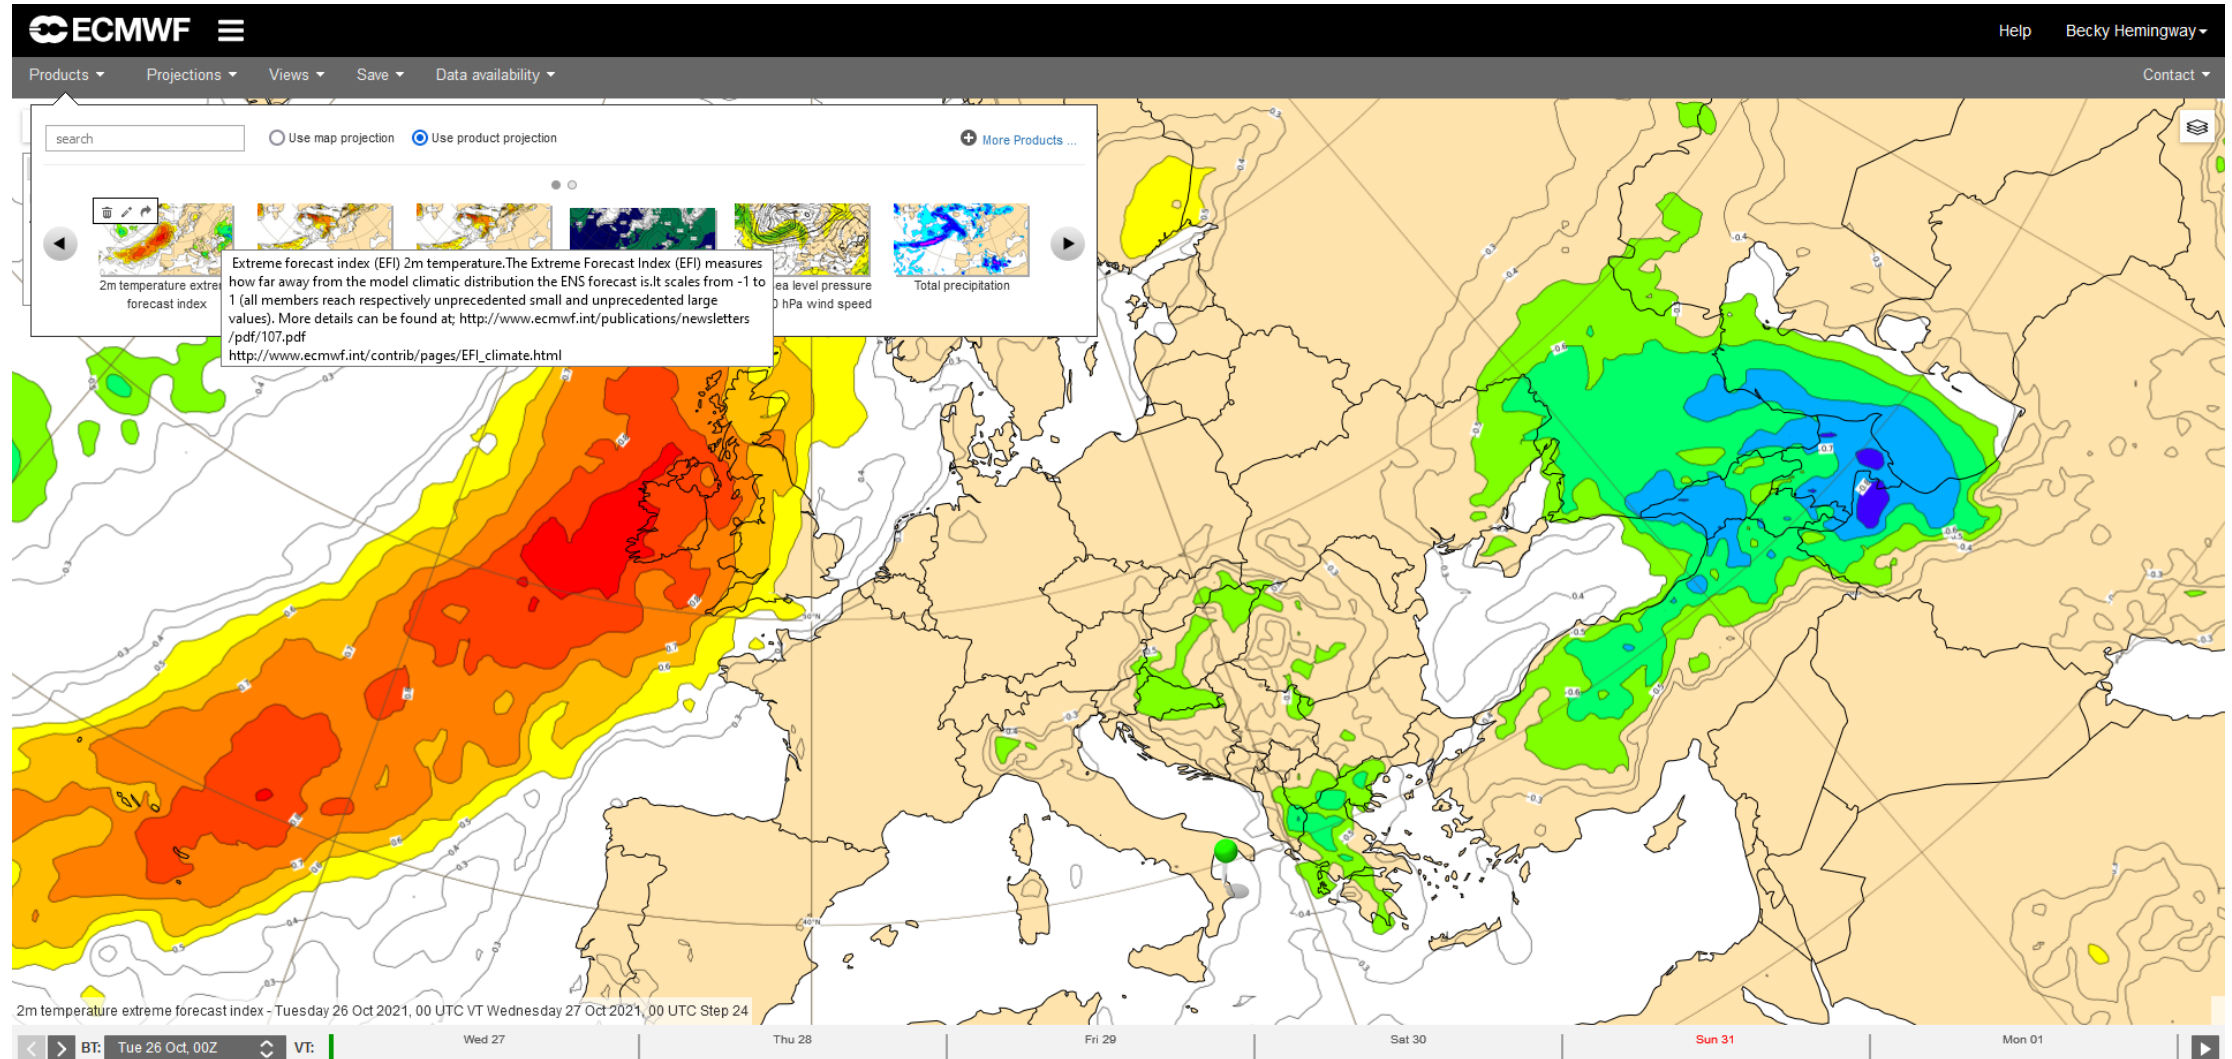 ECMWF
Help
Becky Hemingway
Products
Projections
Views
Save
Data availability
Contact
search
Use map projection
Use product projection
More Products ...
2m temperature extrem
forecast index
Extreme forecast index (EFI) 2m temperature.The Extreme Forecast Index (EFI) measures
how far away from the model climatic distribution the ENS forecast is.It scales from -1 to
1 (all members reach respectively unprecedented small and unprecedented large
values). More details can be found at; http://www.ecmwf.int/publications/newsletters
/pdf/107.pdf
http://www.ecmwf.int/contrib/pages/EFI_climate.html
ea level pressure
0 hPa wind speed
Total precipitation
50°N
40°N
2m temperature extreme forecast index - Tuesday 26 Oct 2021, 00 UTC VT Wednesday 27 Oct 2021, 00 UTC Step 24
BT:
Tue 26 Oct, 00Z
VT:
Wed 27
Thu 28
Fri 29
Sat 30
Sun 31
Mon 01